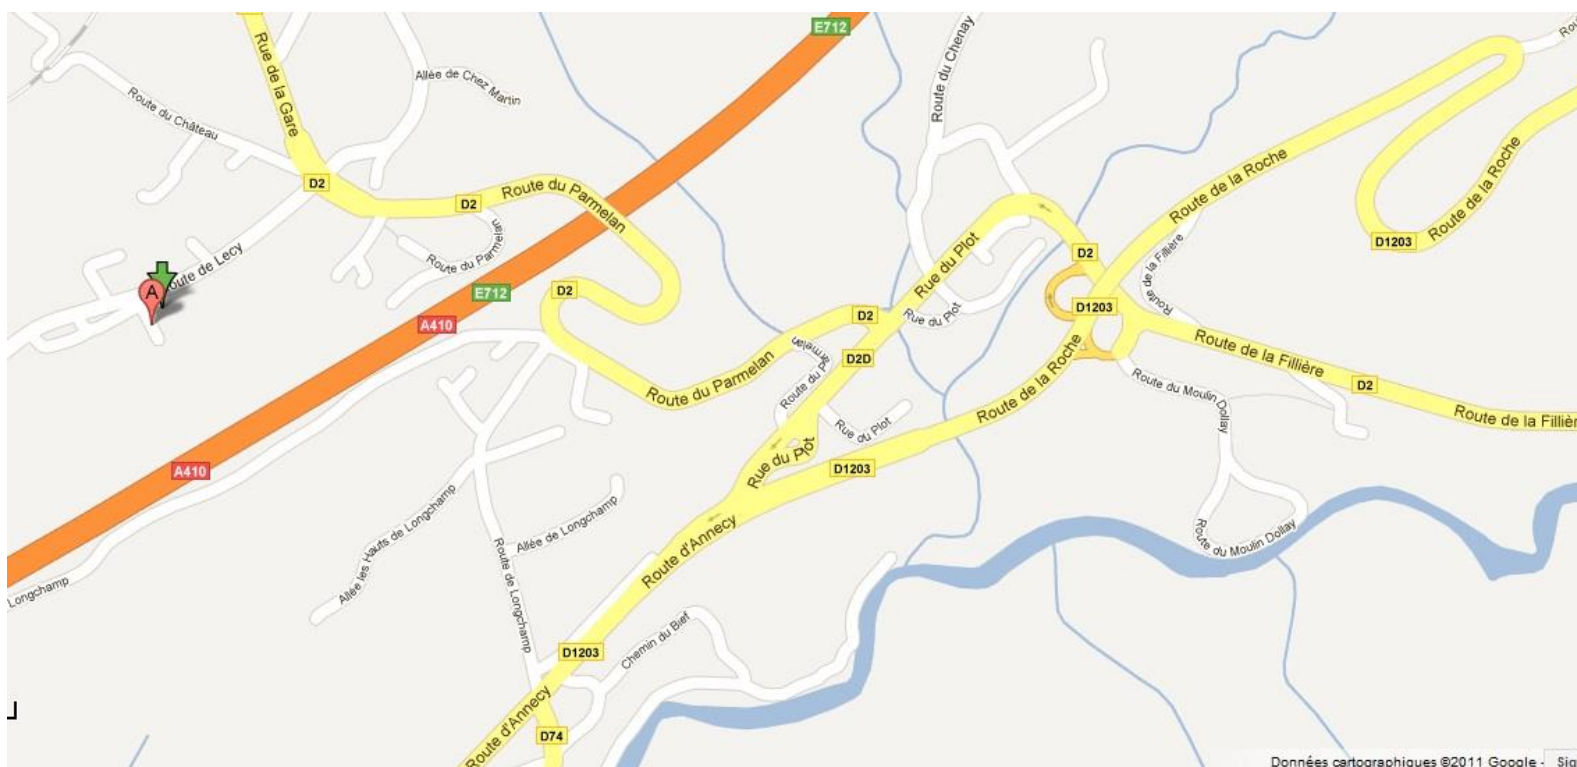 E712
Rue de la Gare
Allée de Chez Martin
Route du Château
Route du Chenay
Route de la Roche
Route de la Roche
D1203
D2
D2
Route du Parmelan
Route du Parmelan
Route de Lecy
A
E712
D2
A410
Rue du Plot
D2
Route de la Fillière
D1203
Rue du Plot
D2
D2D
Route du Parmelan
Route de la Roche
Route de la Fillière
D2
Route de la Fillièr
Route du Moulin Dollay
Rue du Plot
Rue du Plot
D1203
A410
Allée les Hauts de Longchamp
Allée de Longchamp
Route de Longchamp
Longchamp
Route d'Annecy
Route du Moulin Dollay
Chemin du Bief
D1203
Route d'Annecy
D74
Données cartographiques ©2011 Google -